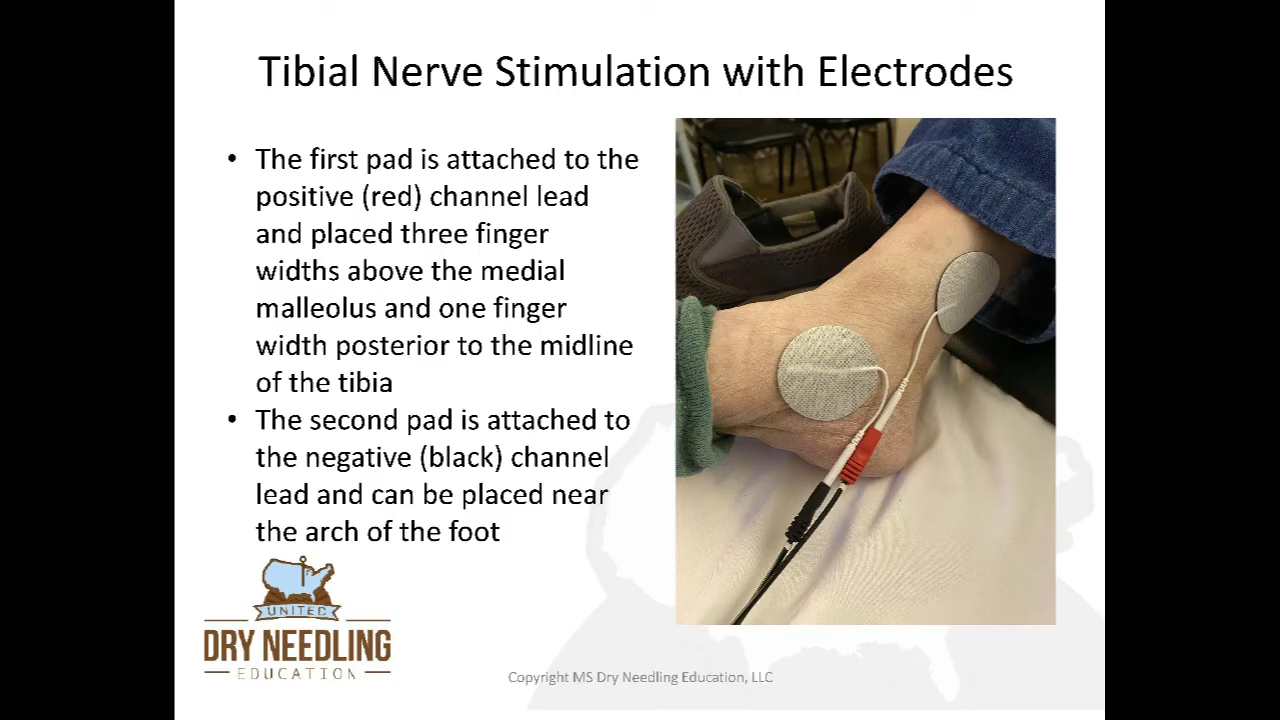 Tibial Nerve Stimulation with Electrodes
• The first pad is attached to the
positive (red) channel lead
and placed three finger
widths above the medial
malleolus and one finger
width posterior to the midline
of the tibia
• The second pad is attached to
the negative (black) channel
lead and can be placed near
the arch of the foot
UNITED
DRY NEEDLING
EDUCATION
Copyright MS Dry Needling Education, LLC